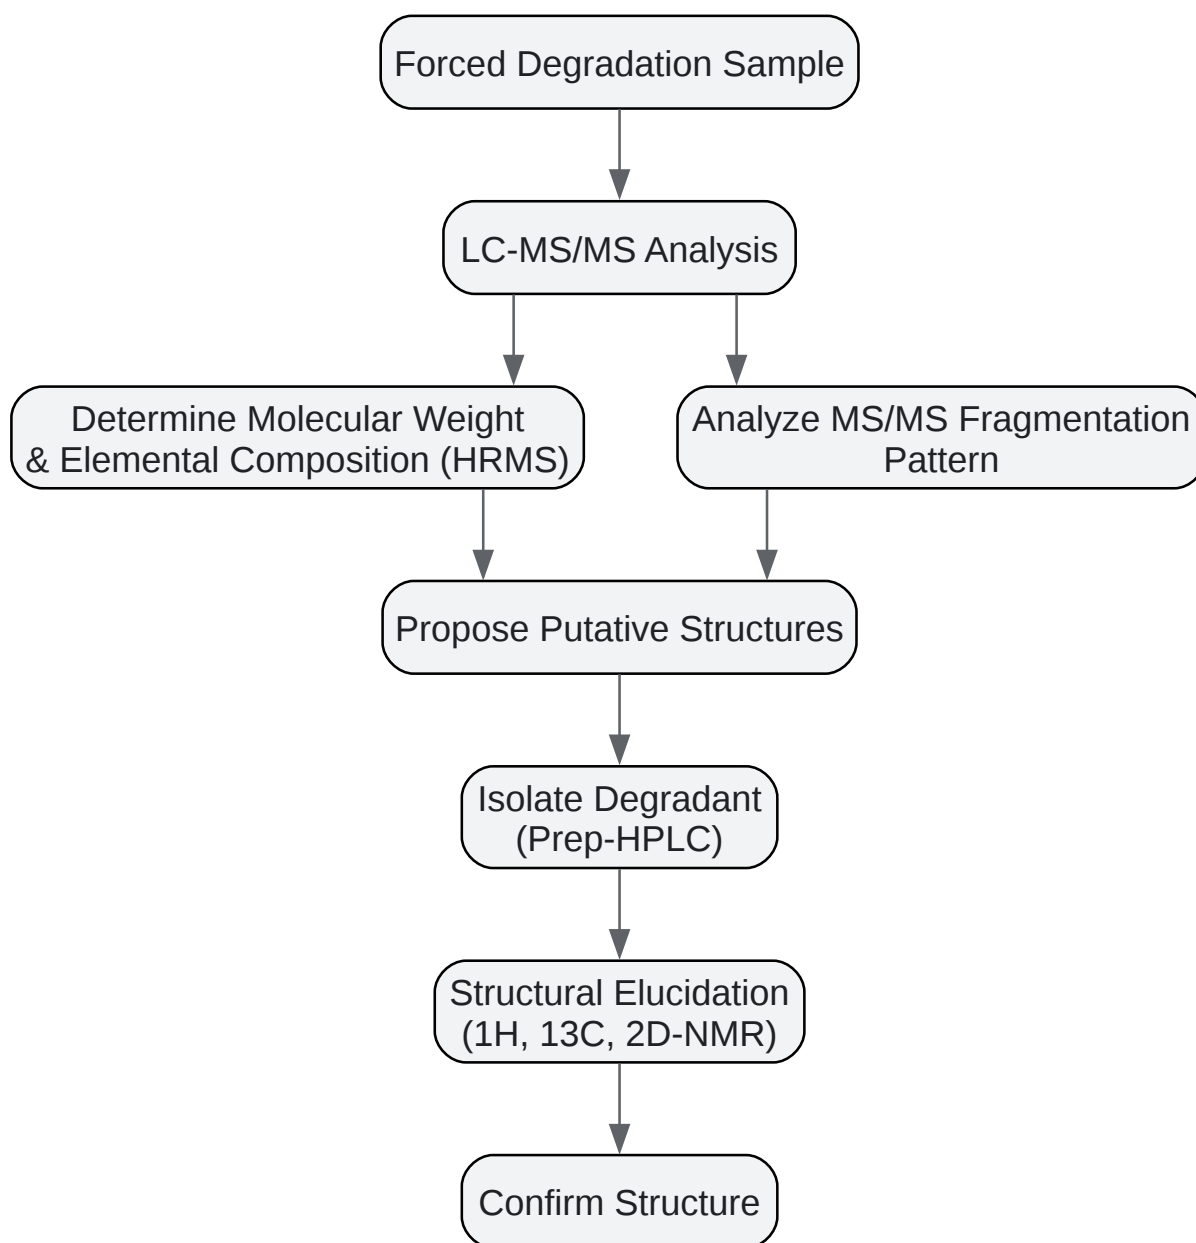 Forced Degradation Sample
LC-MS/MS Analysis
Determine Molecular Weight
& Elemental Composition (HRMS)
Analyze MS/MS Fragmentation
Pattern
Propose Putative Structures
Isolate Degradant
(Prep-HPLC)
Structural Elucidation
(1H, 13C, 2D-NMR)
Confirm Structure